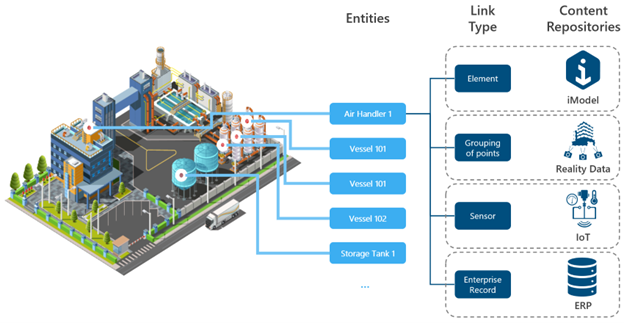 Entities
Link
Type
Content
Repositories
Air Handler 1
Vessel 101
Vessel 101
Vessel 102
Storage Tank 1
...
Element
iModel
Grouping
of points
Reality Data
Sensor
IoT
Enterprise
Record
ERP